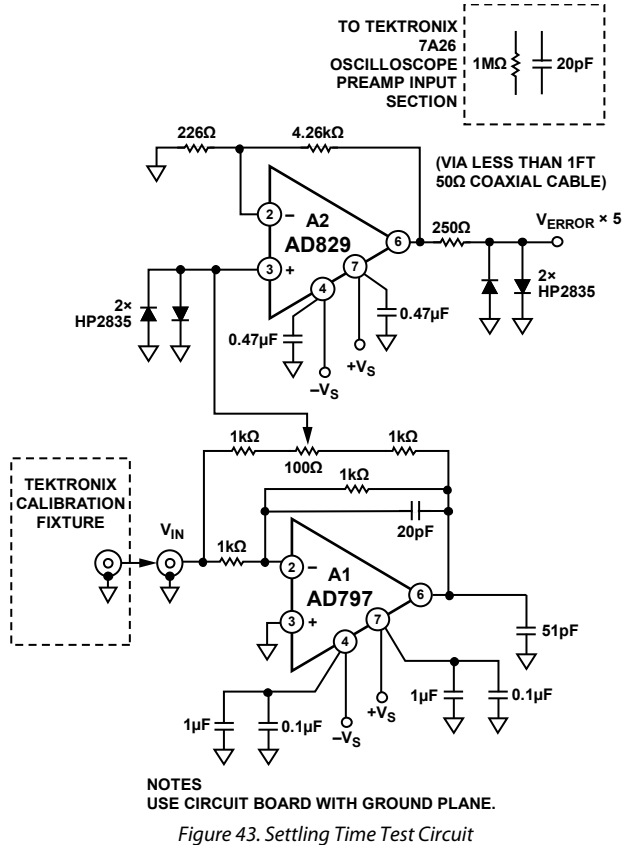 TO TEKTRONIX
7A26
OSCILLOSCOPE
PREAMP INPUT
SECTION
1MΩ
20pF
226Ω
4.26kΩ
(VIA LESS THAN 1FT
50Ω COAXIAL CABLE)
2
–
A2
AD829
6
250Ω
VERROR × 5
3
+
7
4
2×
HP2835
2×
HP2835
0.47µF
0.47µF
–VS
+VS
1kΩ
100Ω
1kΩ
1kΩ
20pF
TEKTRONIX
CALIBRATION
FIXTURE
VIN
1kΩ
2
–
A1
AD797
6
3
+
7
4
51pF
1µF
0.1µF
–VS
+VS
1µF
0.1µF
NOTES
USE CIRCUIT BOARD WITH GROUND PLANE.
Figure 43. Settling Time Test Circuit